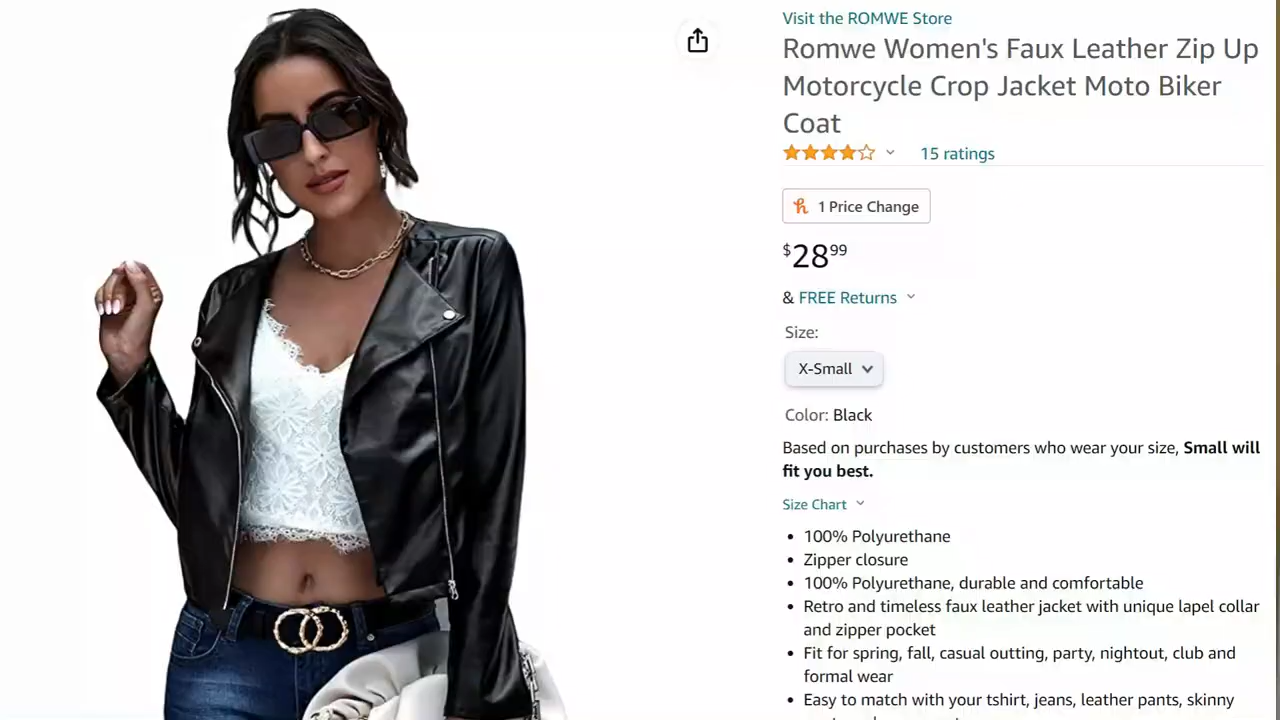 Visit the ROMWE Store
Romwe Women's Faux Leather Zip Up
Motorcycle Crop Jacket Moto Biker
Coat
15 ratings
1 Price Change
$28 99
& FREE Returns
Size:
X-Small
Color: Black
Based on purchases by customers who wear your size, Small will
fit you best.
Size Chart
• 100% Polyurethane
• Zipper closure
• 100% Polyurethane, durable and comfortable
• Retro and timeless faux leather jacket with unique lapel collar
and zipper pocket
• Fit for spring, fall, casual outting, party, nightout, club and
formal wear
• Easy to match with your tshirt, jeans, leather pants, skinny